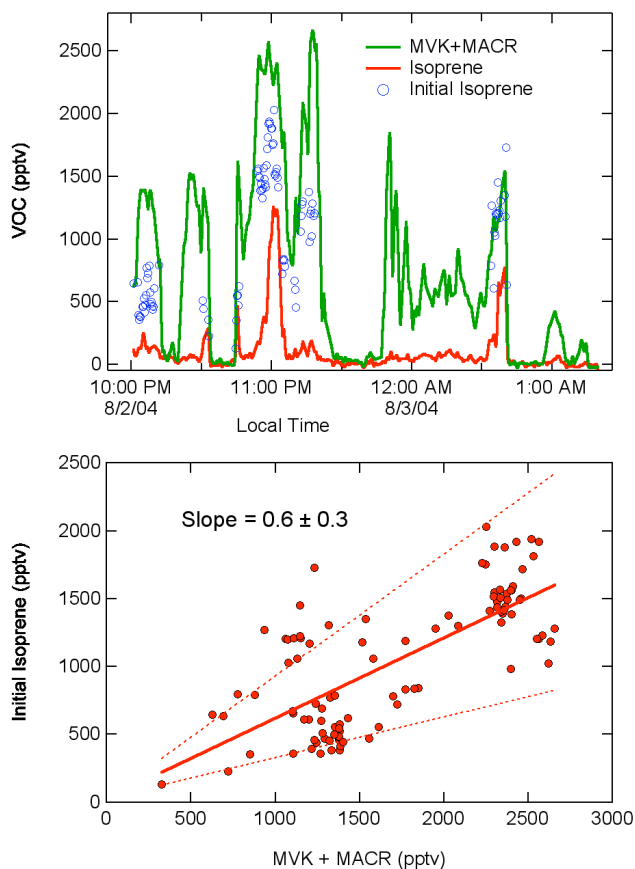 2500
2000
1500
1000
500
0
VOC (pptv)
MVK+MACR
Isoprene
Initial Isoprene
10:00 PM
8/2/04
11:00 PM
12:00 AM
8/3/04
1:00 AM
Local Time
2500
2000
1500
1000
500
0
Initial Isoprene (pptv)
Slope = 0.6 ± 0.3
0
500
1000
1500
2000
2500
3000
MVK + MACR (pptv)